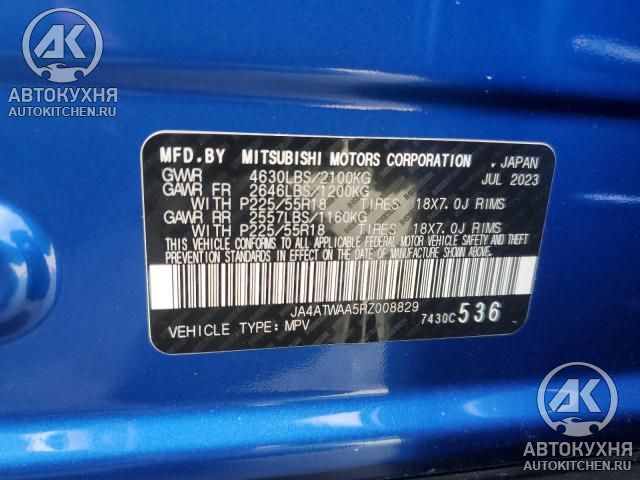 АК
АВТОКУХНЯ
AUTOKITCHEN.RU
MFD.BY MITSUBISHI MOTORS CORPORATION , JAPAN
GVWR 4630LBS/2100KG JUL 2023
GAWR FR 2646LBS/1200KG
WITH P225/55R18 TIRES 18X7.0J RIMS
GAWR RR 2557LBS/1160KG
WITH P225/55R18 TIRES 18X7.0J RIMS
THIS VEHICLE CONFORMS TO ALL APPLICABLE FEDERAL MOTOR VEHICLE SAFETY AND THEFT
PREVENTION STANDARDS IN EFFECT ON THE DATE OF MANUFACTURE SHOWN ABOVE.
JA4ATWAA5RZ008829
VEHICLE TYPE: MPV 7430C 536
АК
АВТОКУХНЯ
AUTOKITCHEN.RU